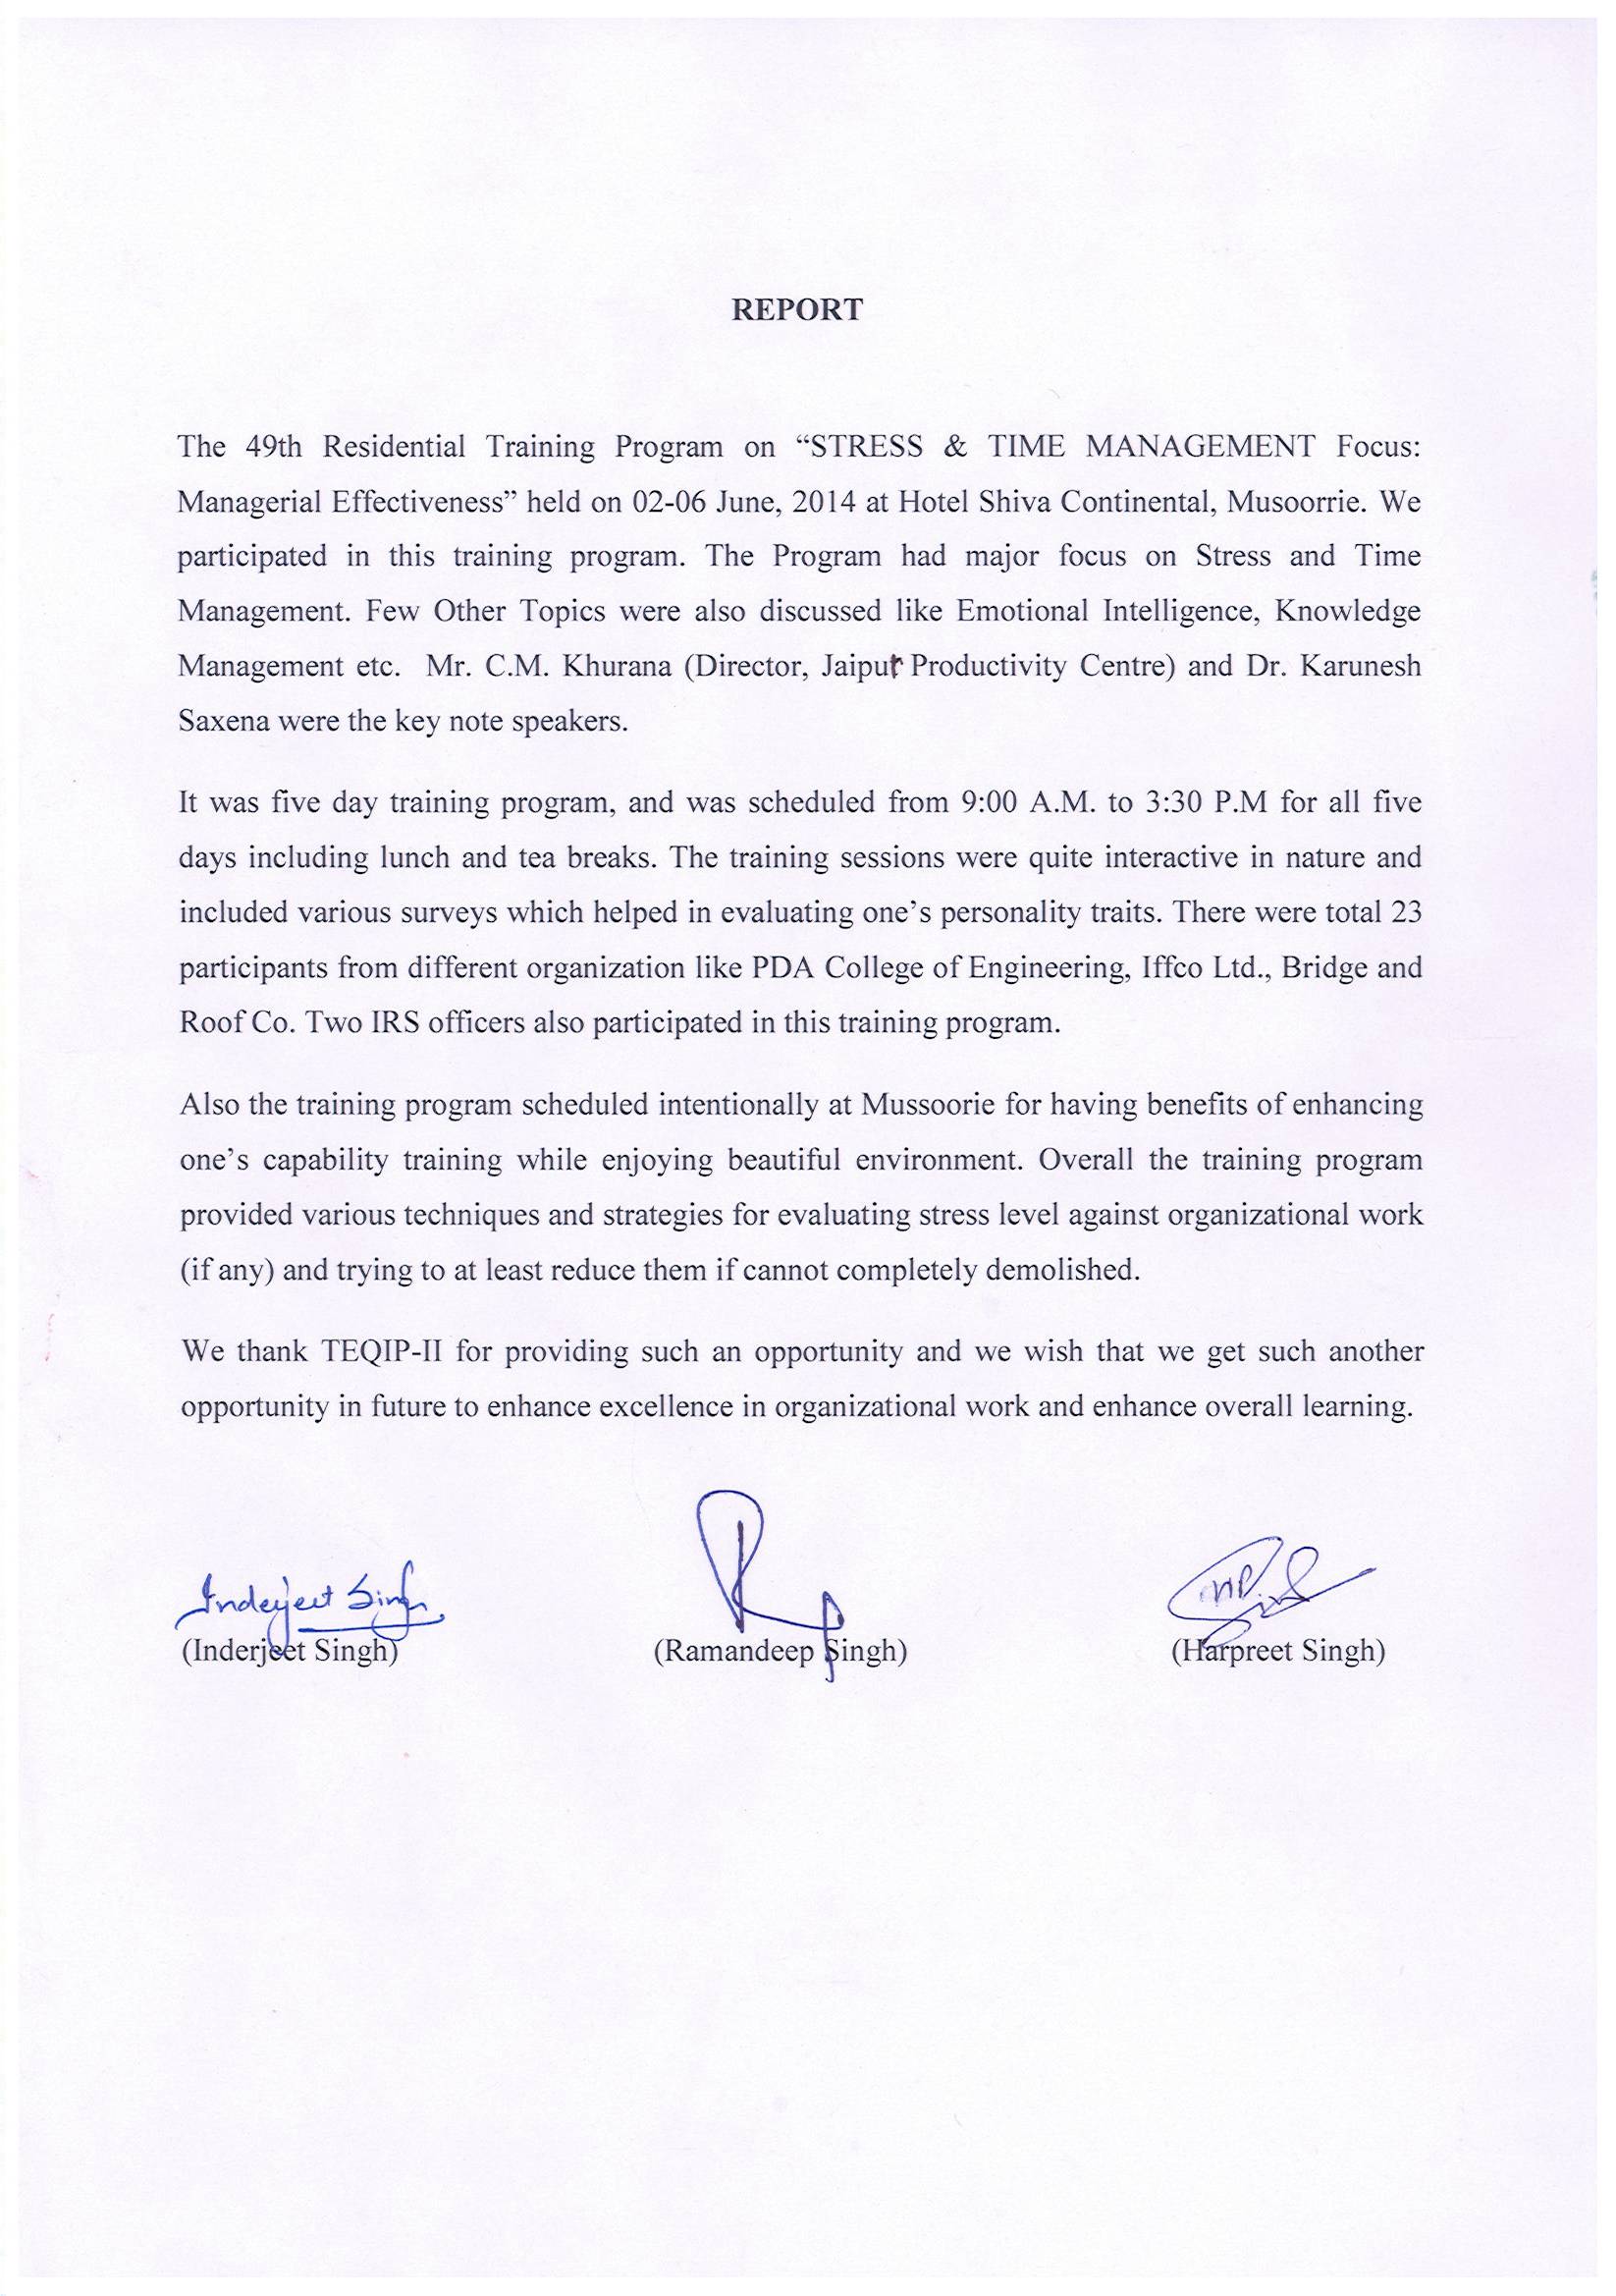 REPORT
The 49th Residential Training Program on “STRESS & TIME MANAGEMENT Focus:
Managerial Effectiveness” held on 02-06 June, 2014 at Hotel Shiva Continental, Musoorrie. We
participated in this training program. The Program had major focus on Stress and Time
Management. Few Other Topics were also discussed like Emotional Intelligence, Knowledge
Management etc. Mr. C.M. Khurana (Director, Jaipur Productivity Centre) and Dr. Karunesh
Saxena were the key note speakers.
It was five day training program, and was scheduled from 9:00 A.M. to 3:30 P.M for all five
days including lunch and tea breaks. The training sessions were quite interactive in nature and
included various surveys which helped in evaluating one’s personality traits. There were total 23
participants from different organization like PDA College of Engineering, Iffco Ltd., Bridge and
Roof Co. Two IRS officers also participated in this training program.
Also the training program scheduled intentionally at Mussoorie for having benefits of enhancing
one’s capability training while enjoying beautiful environment. Overall the training program
provided various techniques and strategies for evaluating stress level against organizational work
(if any) and trying to at least reduce them if cannot completely demolished.
We thank TEQIP-II for providing such an opportunity and we wish that we get such another
opportunity in future to enhance excellence in organizational work and enhance overall learning.
Inderjeet Singh
(Inderjeet Singh) (Ramandeep Singh) (Harpreet Singh)